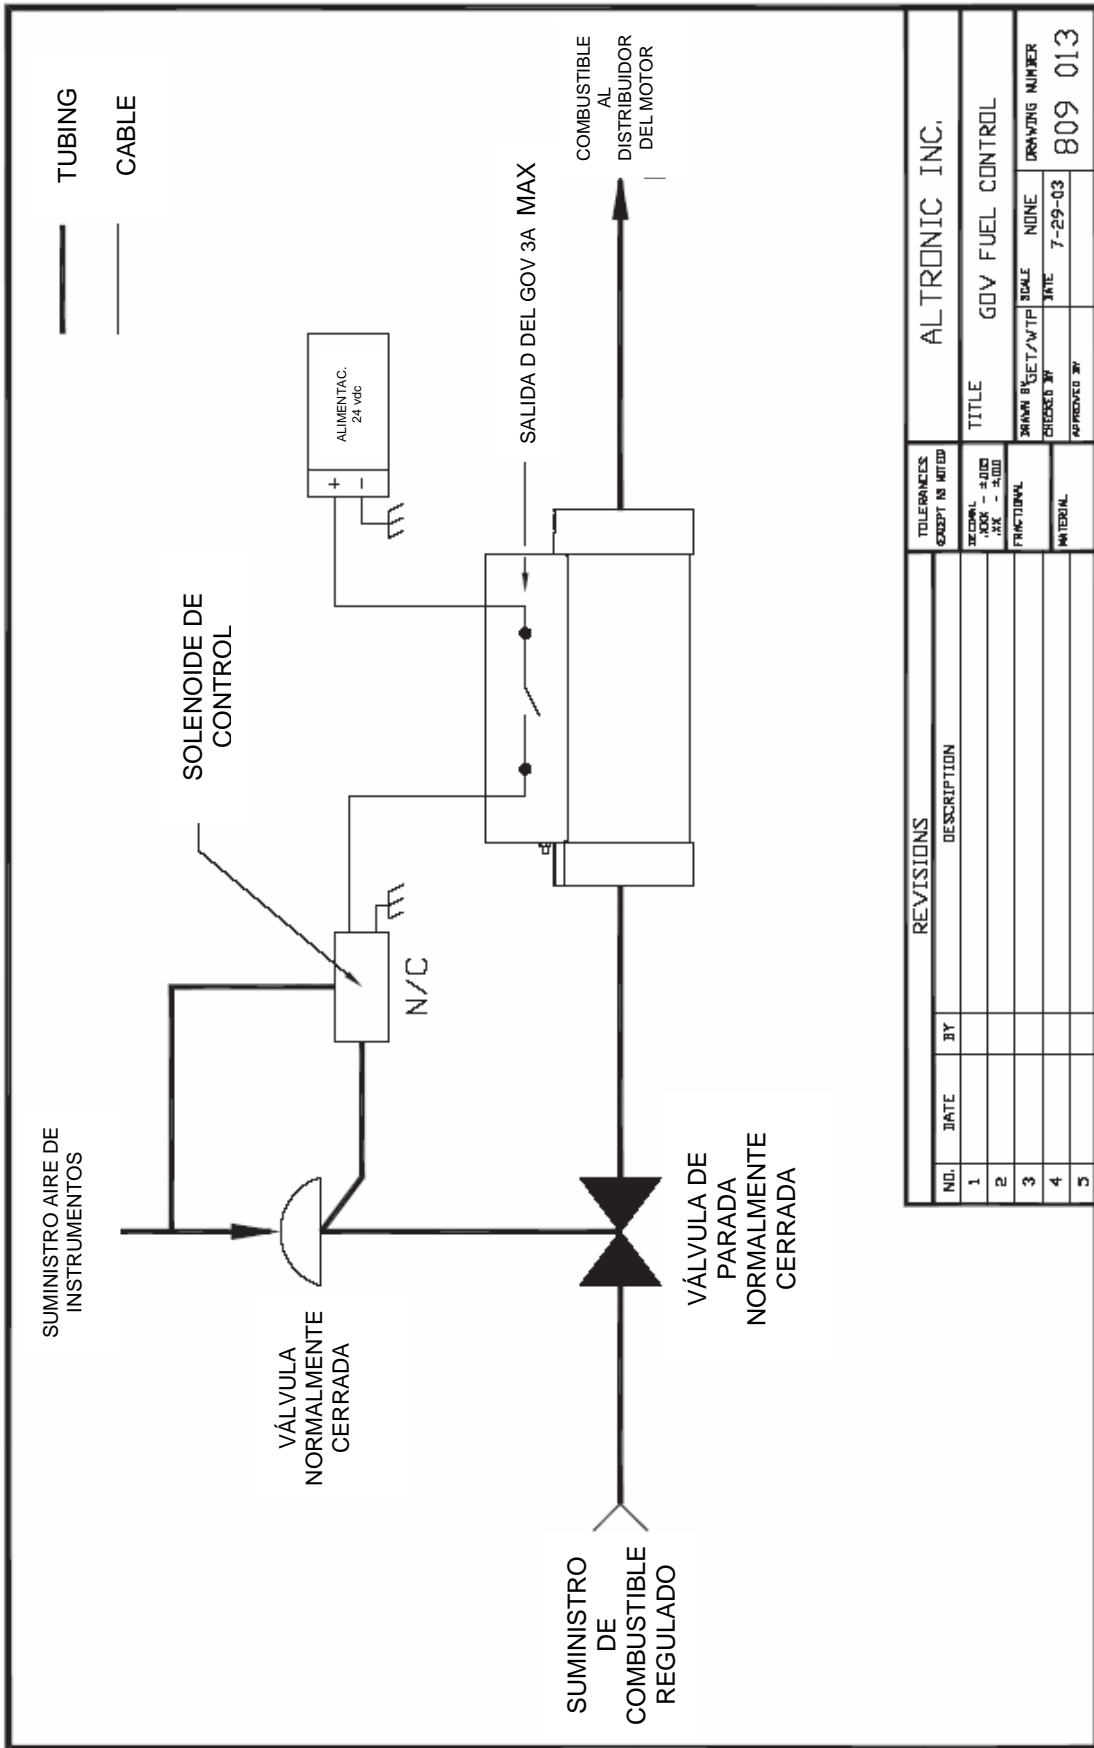 TUBING
CABLE
SUMINISTRO AIRE DE
INSTRUMENTOS
SOLENOIDE DE
CONTROL
ALIMENTAC.
24 vdc
+
−
N/C
VÁLVULA
NORMALMENTE
CERRADA
SALIDA D DEL GOV 3A MAX
COMBUSTIBLE
AL
DISTRIBUIDOR
DEL MOTOR
SUMINISTRO
DE
COMBUSTIBLE
REGULADO
VÁLVULA DE
PARADA
NORMALMENTE
CERRADA
REVISIONS
NO. DATE BY DESCRIPTION
1
2
3
4
5
TOLERANCES
EXCEPT AS NOTED
DECIMAL
FRACTIONAL
MATERIAL
ALTRONIC INC.
TITLE
GOV FUEL CONTROL
DRAWN BY GET/WTP
SCALE NONE
DRAWING NUMBER
809 013
CHECKED BY
DATE 7-29-03
APPROVED BY